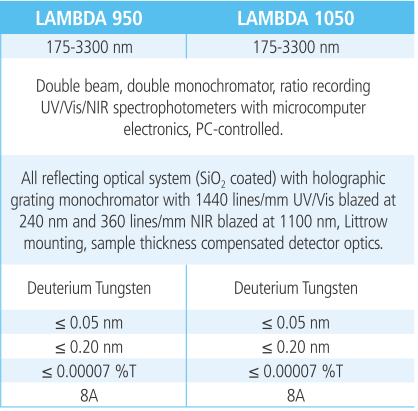 LAMBDA 950 LAMBDA 1050
175-3300 nm 175-3300 nm
Double beam, double monochromator, ratio recording
UV/Vis/NIR spectrophotometers with microcomputer
electronics, PC-controlled.
All reflecting optical system (SiO₂ coated) with holographic
grating monochromator with 1440 lines/mm UV/Vis blazed at
240 nm and 360 lines/mm NIR blazed at 1100 nm, Littrow
mounting, sample thickness compensated detector optics.
Deuterium Tungsten Deuterium Tungsten
≤ 0.05 nm ≤ 0.05 nm
≤ 0.20 nm ≤ 0.20 nm
≤ 0.00007 %T ≤ 0.00007 %T
8A 8A